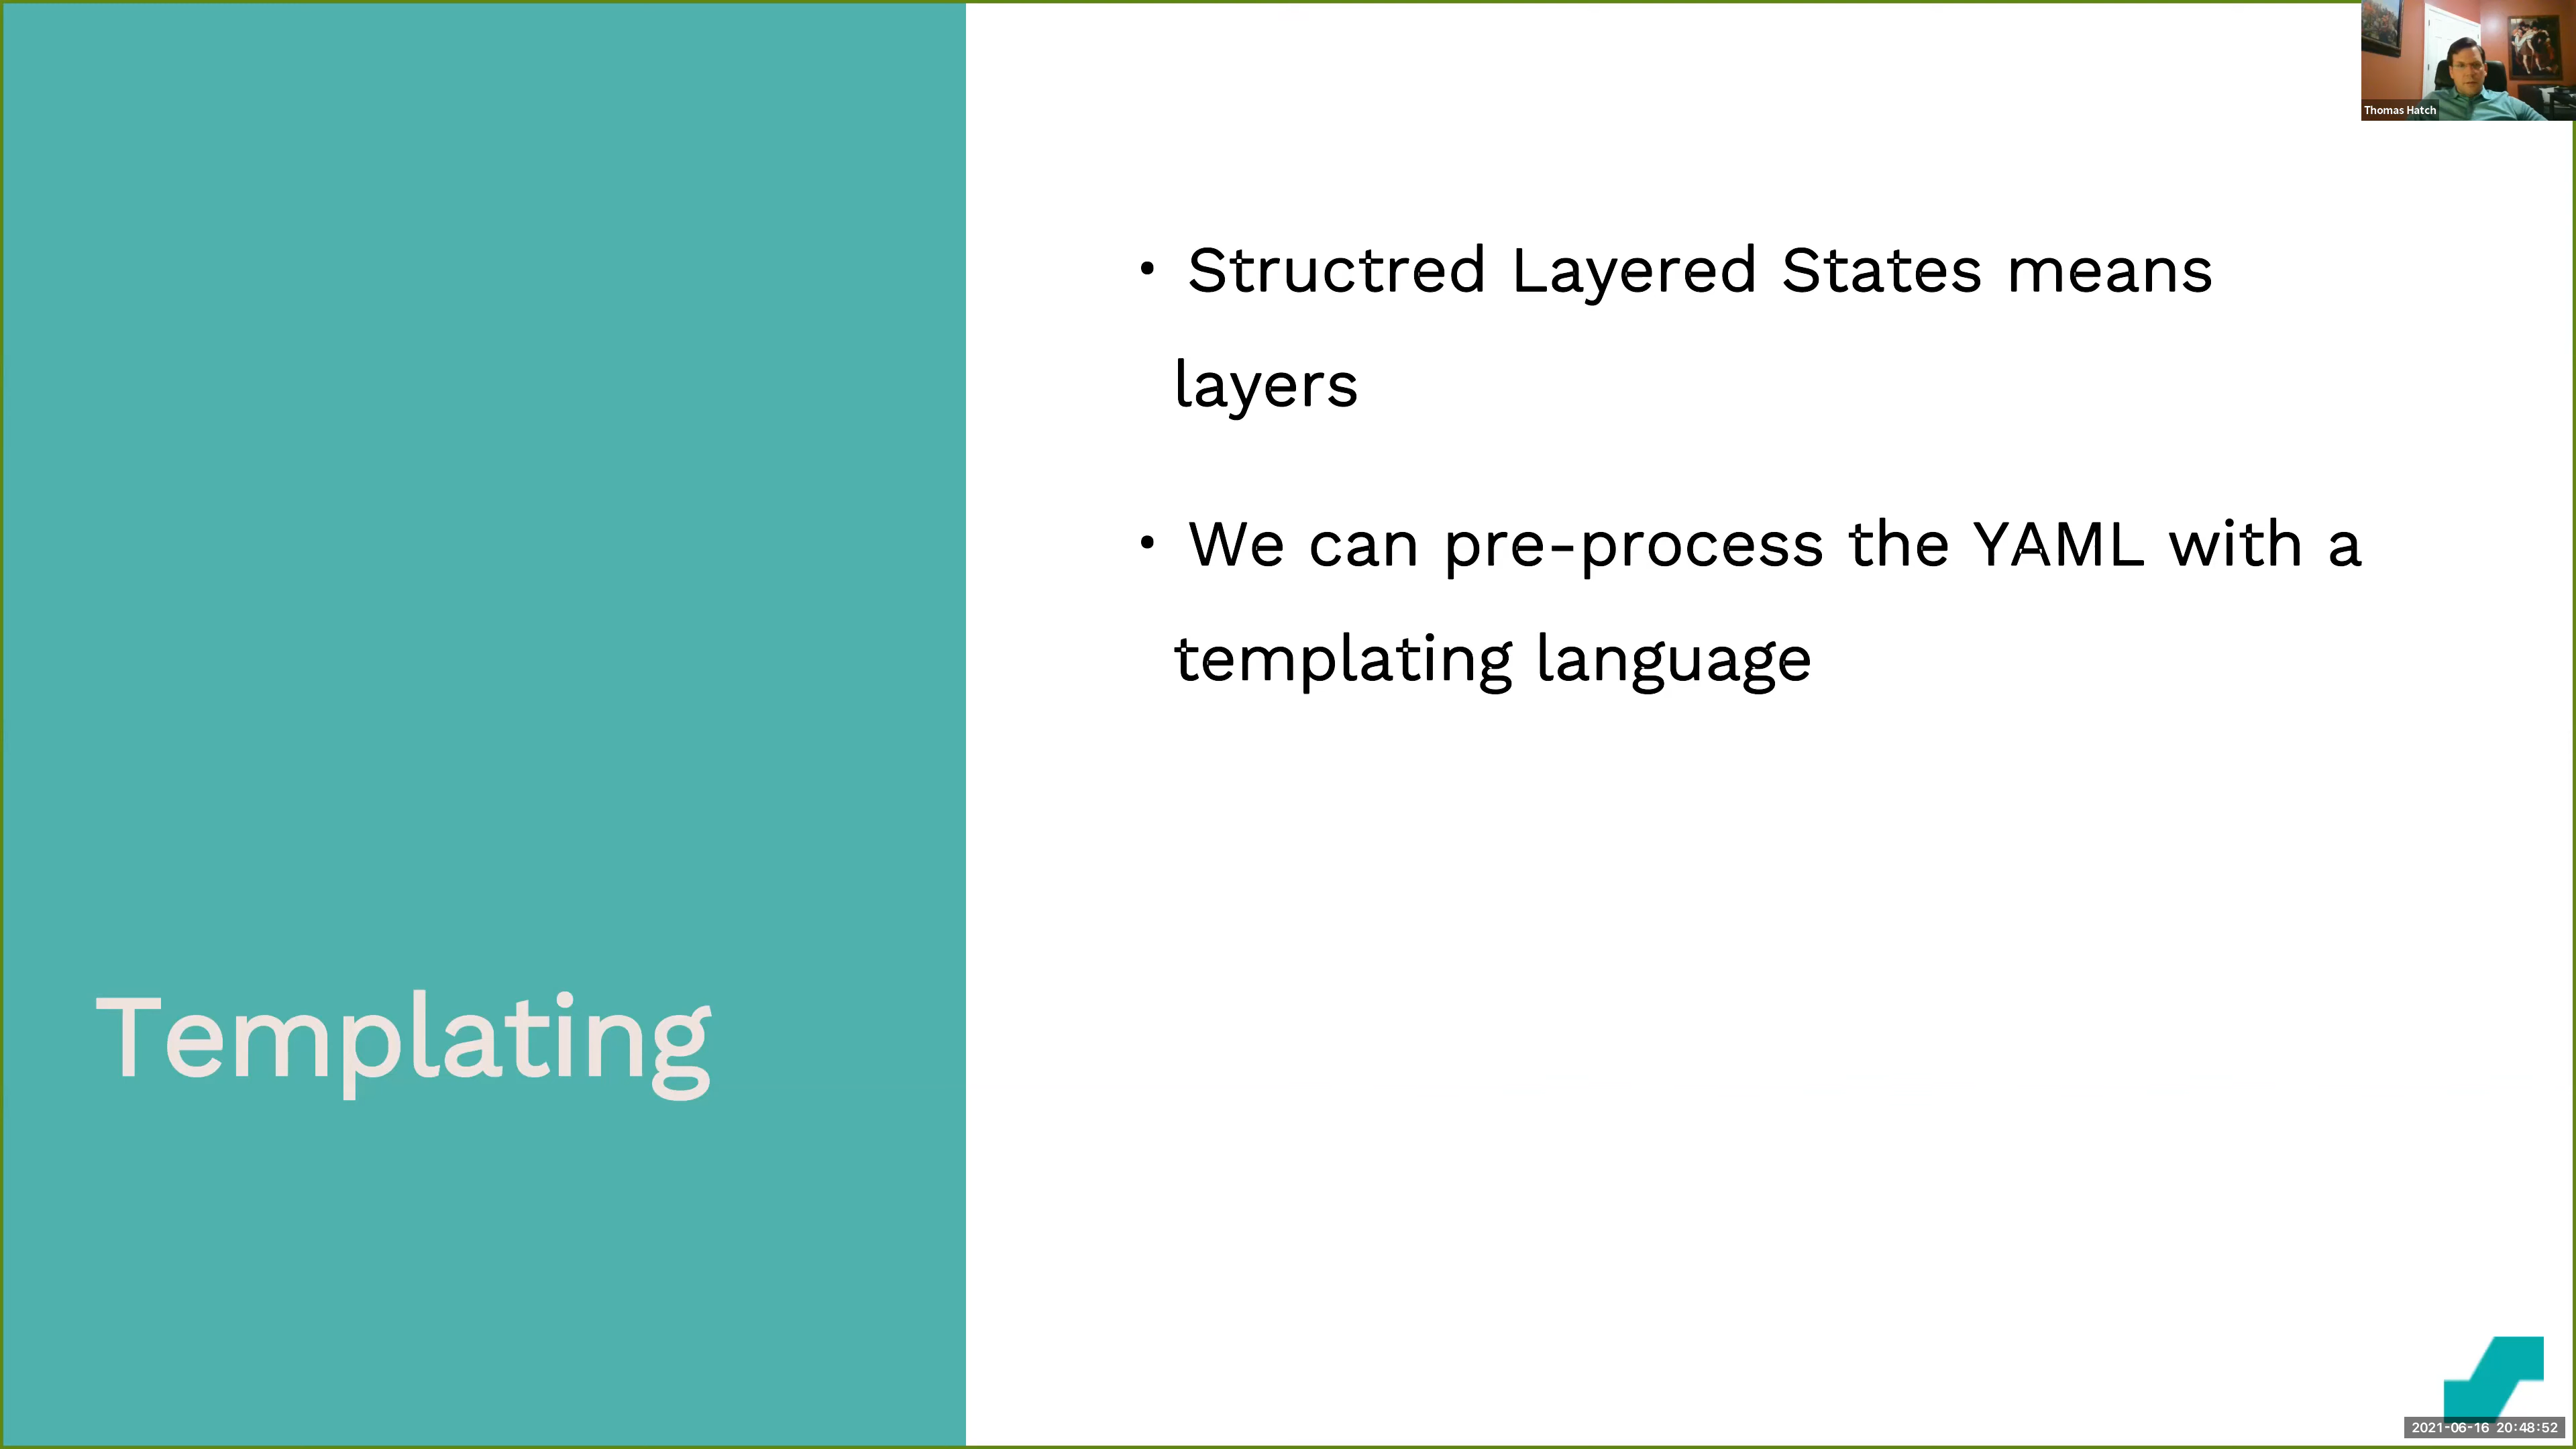 Thomas Hatch
• Structred Layered States means
layers
• We can pre-process the YAML with a
templating language
Templating
2021-06-16 20:48:52